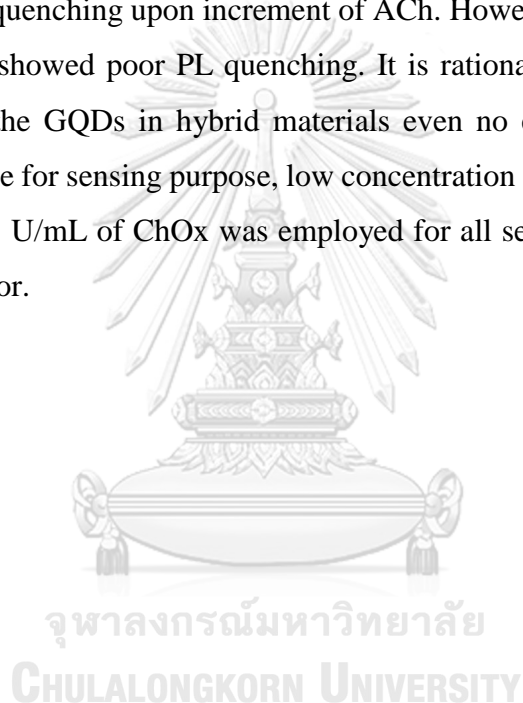 quenching upon increment of ACh. Howe
showed poor PL quenching. It is rationa
the GQDs in hybrid materials even no
e for sensing purpose, low concentration
U/mL of ChOx was employed for all se
or.
จุฬาลงกรณ์มหาวิทยาลัย
CHULALONGKORN UNIVERSITY